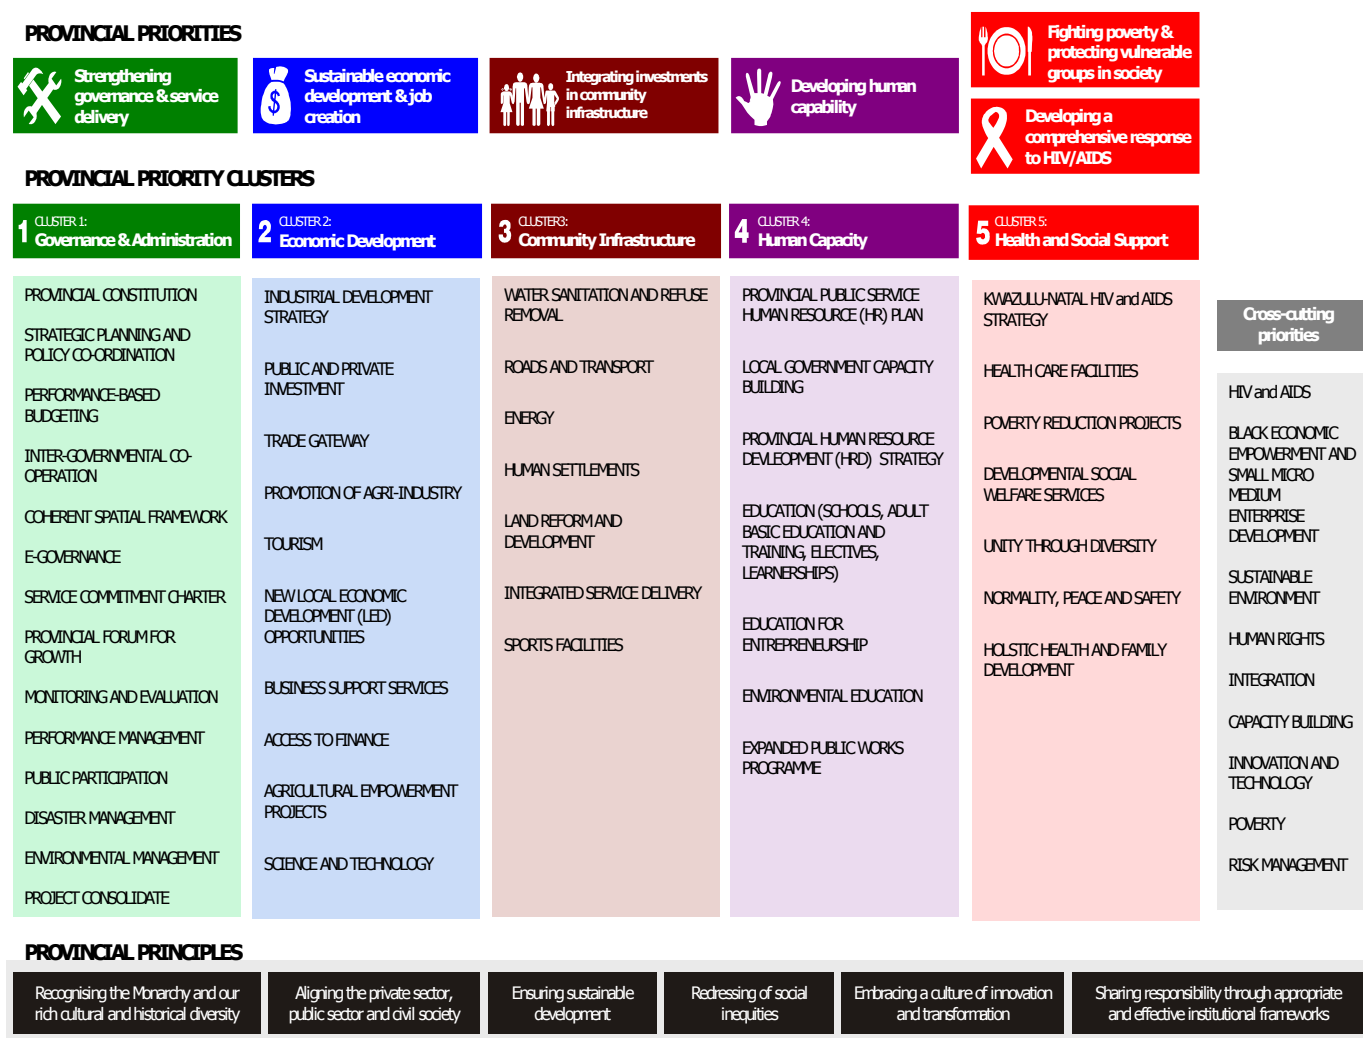 PROVINCIAL PRIORITIES
Strengthening
governance & service
delivery
Sustainable economic
development & job
creation
$
Integrating investments
in community
infrastructure
Developing human
capability
Fighting poverty &
protecting vulnerable
groups in society
Developing a
comprehensive response
to HIV/AIDS
PROVINCIAL PRIORITY CLUSTERS
1
CLUSTER 1:
Governance & Administration
2
CLUSTER 2:
Economic Development
3
CLUSTER3:
Community Infrastructure
4
CLUSTER 4:
Human Capacity
5
CLUSTER 5:
Health and Social Support
PROVINCIAL CONSTITUTION
STRATEGIC PLANNING AND
POLICY CO-ORDINATION
PERFORMANCE-BASED
BUDGETING
INTER-GOVERNMENTAL CO-
OPERATION
COHERENT SPATIAL FRAMEWORK
E-GOVERNANCE
SERVICE COMMITMENT CHARTER
PROVINCIAL FORUM FOR
GROWTH
MONITORING AND EVALUATION
PERFORMANCE MANAGEMENT
PUBLIC PARTICIPATION
DISASTER MANAGEMENT
ENVIRONMENTAL MANAGEMENT
PROJECT CONSOLIDATE
INDUSTRIAL DEVELOPMENT
STRATEGY
PUBLIC AND PRIVATE
INVESTMENT
TRADE GATEWAY
PROMOTION OF AGRI-INDUSTRY
TOURISM
NEW LOCAL ECONOMIC
DEVELOPMENT (LED)
OPPORTUNITIES
BUSINESS SUPPORT SERVICES
ACCESS TO FINANCE
AGRICULTURAL EMPOWERMENT
PROJECTS
SCIENCE AND TECHNOLOGY
WATER SANITATION AND REFUSE
REMOVAL
ROADS AND TRANSPORT
ENERGY
HUMAN SETTLEMENTS
LAND REFORM AND
DEVELOPMENT
INTEGRATED SERVICE DELIVERY
SPORTS FACILITIES
PROVINCIAL PUBLIC SERVICE
HUMAN RESOURCE (HR) PLAN
LOCAL GOVERNMENT CAPACITY
BUILDING
PROVINCIAL HUMAN RESOURCE
DEVLEOPMENT (HRD) STRATEGY
EDUCATION (SCHOOLS, ADULT
BASIC EDUCATION AND
TRAINING, ELECTIVES,
LEARNERSHIPS)
EDUCATION FOR
ENTREPRENEURSHIP
ENVIRONMENTAL EDUCATION
EXPANDED PUBLIC WORKS
PROGRAMME
KWAZULU-NATAL HIV and AIDS
STRATEGY
HEALTH CARE FACILITIES
POVERTY REDUCTION PROJECTS
DEVELOPMENTAL SOCIAL
WELFARE SERVICES
UNITY THROUGH DIVERSITY
NORMALITY, PEACE AND SAFETY
HOLSTIC HEALTH AND FAMILY
DEVELOPMENT
Cross-cutting
priorities
HIV and AIDS
BLACK ECONOMIC
EMPOWERMENT AND
SMALL MICRO
MEDIUM
ENTERPRISE
DEVELOPMENT
SUSTAINABLE
ENVIRONMENT
HUMAN RIGHTS
INTEGRATION
CAPACITY BUILDING
INNOVATION AND
TECHNOLOGY
POVERTY
RISK MANAGEMENT
PROVINCIAL PRINCIPLES
Recognising the Monarchy and our
rich cultural and historical diversity
Aligning the private sector,
public sector and civil society
Ensuring sustainable
development
Redressing of social
inequities
Embracing a culture of innovation
and transformation
Sharing responsibility through appropriate
and effective institutional frameworks